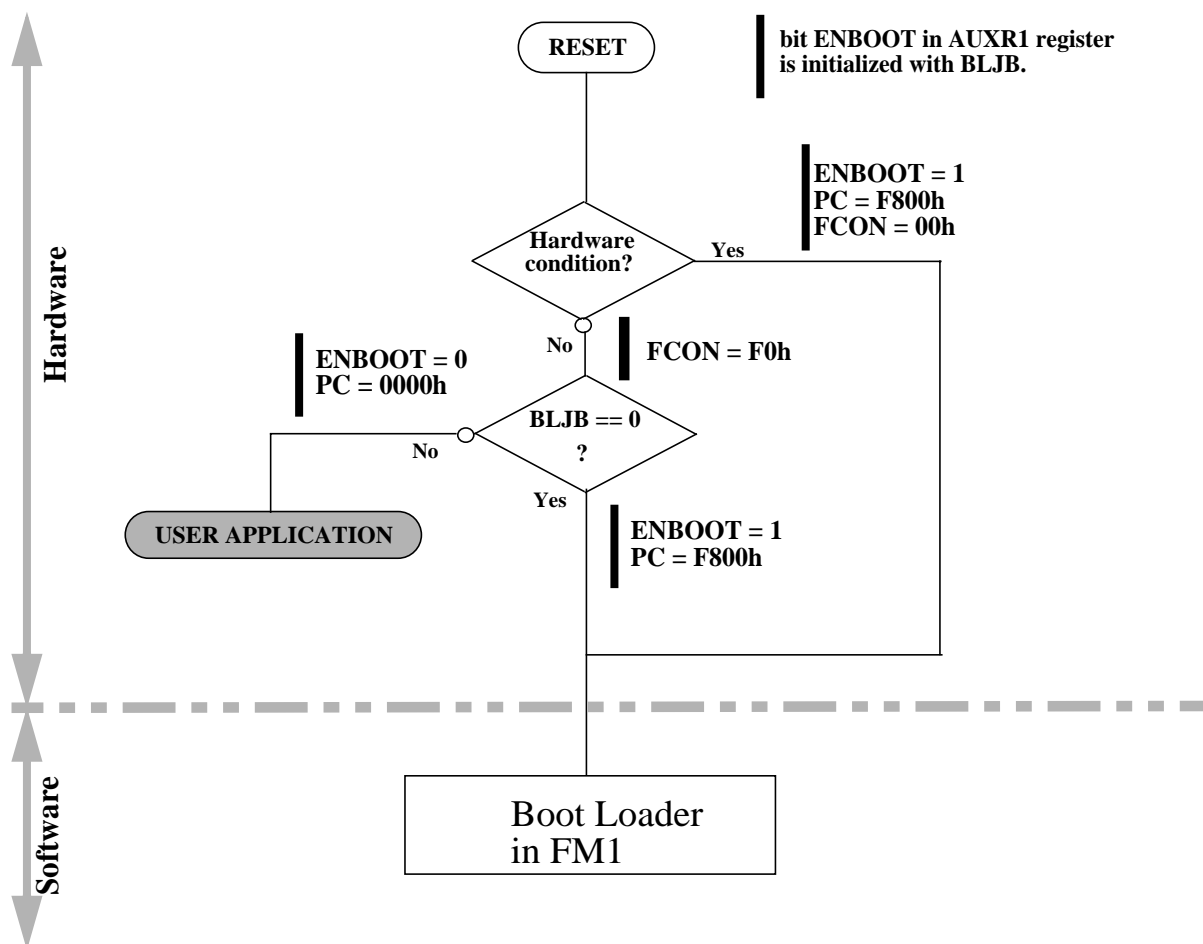 RESET
bit ENBOOT in AUXR1 register
is initialized with BLJB.
ENBOOT = 1
PC = F800h
FCON = 00h
Hardware
condition?
Yes
No
FCON = F0h
ENBOOT = 0
PC = 0000h
BLJB == 0
?
No
Yes
USER APPLICATION
ENBOOT = 1
PC = F800h
Hardware
Software
Boot Loader
in FM1